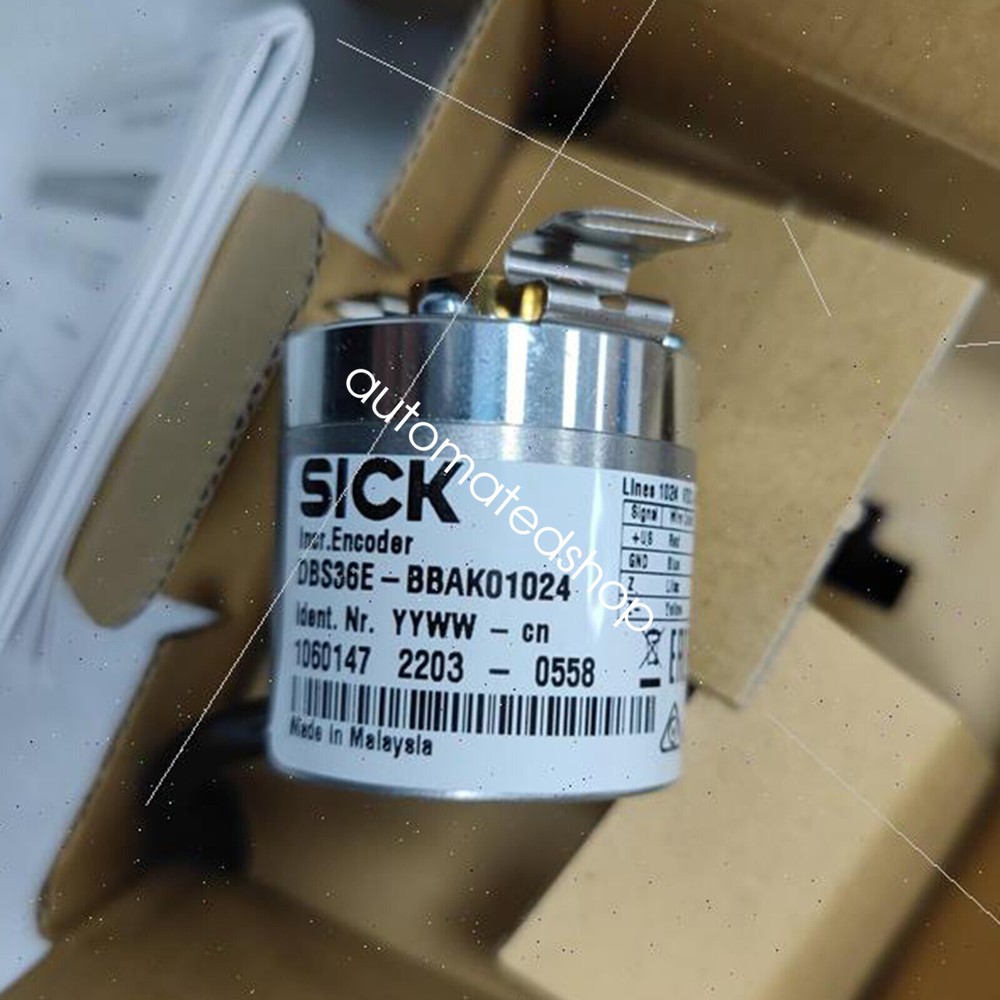 SICK
Incr.Encoder
DBS36E-BBAK01024
Ident. Nr. YYWW - cn
1060147 2203 - 0558
Made in Malaysia
Lines 1024
Signal
+US Red
GND
Z Lilac
Yellow
automatedshop